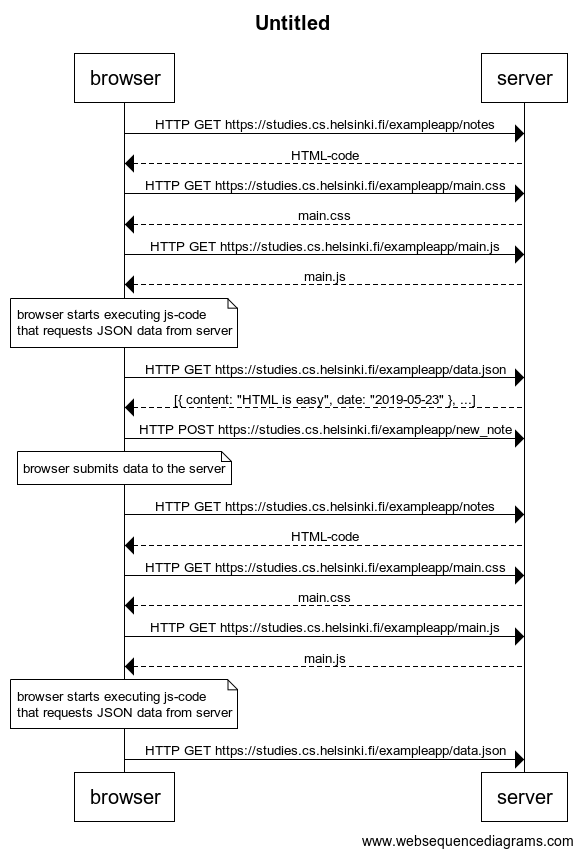 Untitled
browser
server
HTTP GET https://studies.cs.helsinki.fi/exampleapp/notes
HTML-code
HTTP GET https://studies.cs.helsinki.fi/exampleapp/main.css
main.css
HTTP GET https://studies.cs.helsinki.fi/exampleapp/main.js
main.js
browser starts executing js-code
that requests JSON data from server
HTTP GET https://studies.cs.helsinki.fi/exampleapp/data.json
[{ content: "HTML is easy", date: "2019-05-23" }, ...]
HTTP POST https://studies.cs.helsinki.fi/exampleapp/new_note
browser submits data to the server
HTTP GET https://studies.cs.helsinki.fi/exampleapp/notes
HTML-code
HTTP GET https://studies.cs.helsinki.fi/exampleapp/main.css
main.css
HTTP GET https://studies.cs.helsinki.fi/exampleapp/main.js
main.js
browser starts executing js-code
that requests JSON data from server
HTTP GET https://studies.cs.helsinki.fi/exampleapp/data.json
browser
server
www.websequencediagrams.com